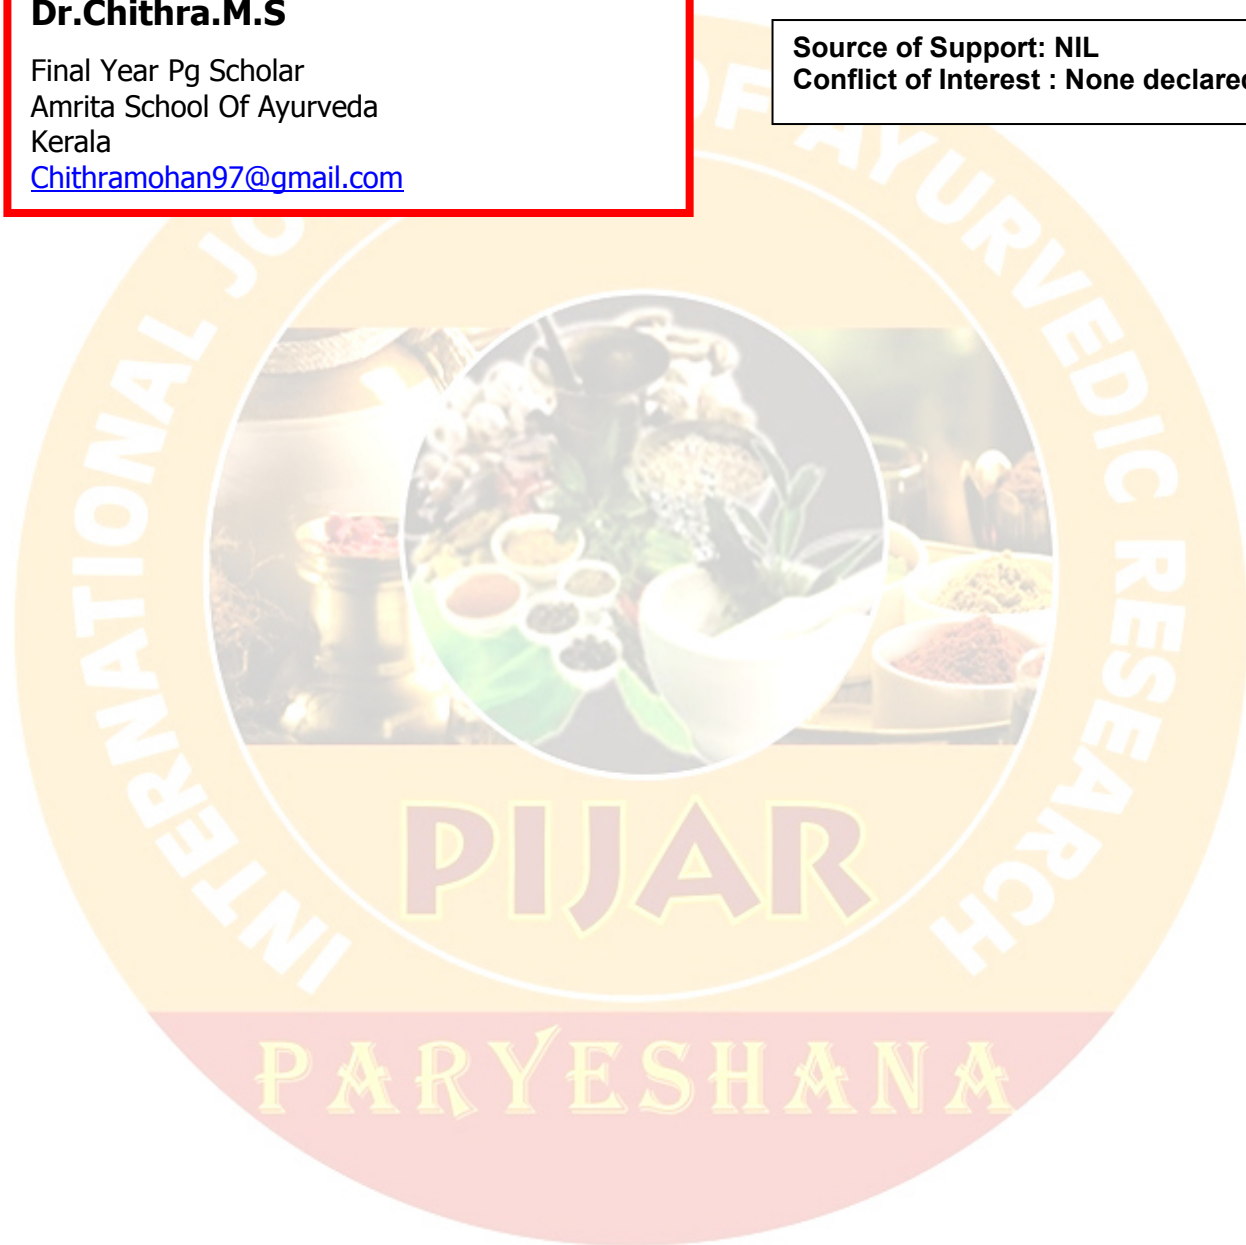 Dr.Chithra.M.S
Final Year Pg Scholar
Amrita School Of Ayurveda
Kerala
Chithramohan97@gmail.com
Source of Support: NIL
Conflict of Interest : None declared
INTERNATIONAL JO OF AYURVEDIC RESEARCH
PIJAR
PARYESHANA